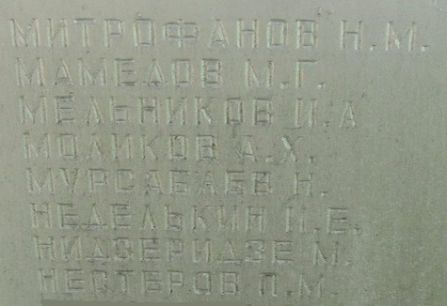 МИТРОФАНОВ Н.М.
МАМЕДОВ М.Г.
МЕЛЬНИКОВ И.А
МОЛИКОВ А.Х.
МУРСАБАЕВ Н.
НЕДЕЛЬКИН И.Е.
НИДЗЕРИДЗЕ М.
НЕСТЕРОВ П.М.